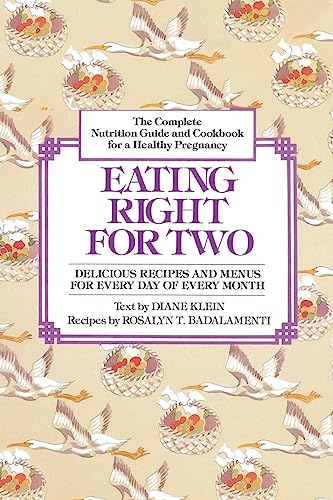 The Complete
Nutrition Guide and Cookbook
for a Healthy Pregnancy
EATING
RIGHT
FOR TWO
DELICIOUS RECIPES AND MENUS
FOR EVERY DAY OF EVERY MONTH
Text by DIANE KLEIN
Recipes by ROSALYN T. BADALAMENTI